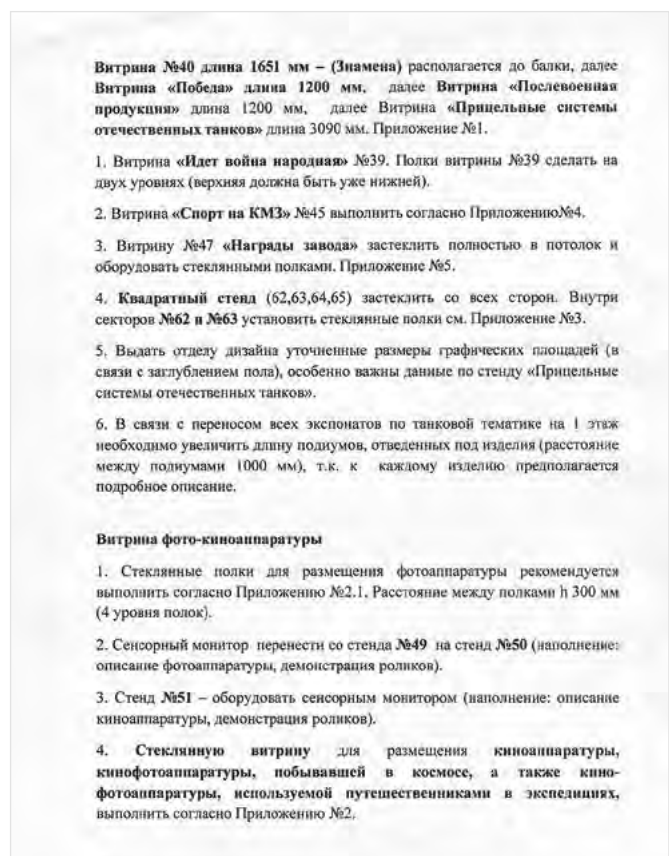 Витрина №40 длина 1651 мм – (Знамена) располагается до балки, далее
Витрина «Победа» длина 1200 мм, далее Витрина «Послевоенная
продукция» длина 1200 мм, далее Витрина «Прицельные системы
отечественных танков» длина 3090 мм. Приложение №1.
1. Витрина «Идет война народная» №39. Полки витрины №39 сделать на
двух уровнях (верхняя должна быть уже нижней).
2. Витрина «Спорт на КМЗ» №45 выполнить согласно Приложению№4.
3. Витрину №47 «Награды завода» застеклить полностью в потолок и
оборудовать стеклянными полками. Приложение №5.
4. Квадратный стенд (62,63,64,65) застеклить со всех сторон. Внутри
секторов №62 и №63 установить стеклянные полки см. Приложение №3.
5. Выдать отделу дизайна уточненные размеры графических площадей (в
связи с заглублением пола), особенно важны данные по стенду «Прицельные
системы отечественных танков».
6. В связи с переносом всех экспонатов по танковой тематике на 1 этаж
необходимо увеличить длину подиумов, отведенных под изделия (расстояние
между подиумами 1000 мм), т.к. к каждому изделию предполагается
подробное описание.
Витрина фото-киноаппаратуры
1. Стеклянные полки для размещения фотоаппаратуры рекомендуется
выполнить согласно Приложению №2.1. Расстояние между полками h 300 мм
(4 уровня полок).
2. Сенсорный монитор перенести со стенда №49 на стенд №50 (наполнение:
описание фотоаппаратуры, демонстрация роликов).
3. Стенд №51 – оборудовать сенсорным монитором (наполнение: описание
киноаппаратуры, демонстрация роликов).
4. Стеклянную витрину для размещения киноаппаратуры,
кинофотоаппаратуры, побывавшей в космосе, а также кино-
фотоаппаратуры, используемой путешественниками в экспедициях,
выполнить согласно Приложению №2.